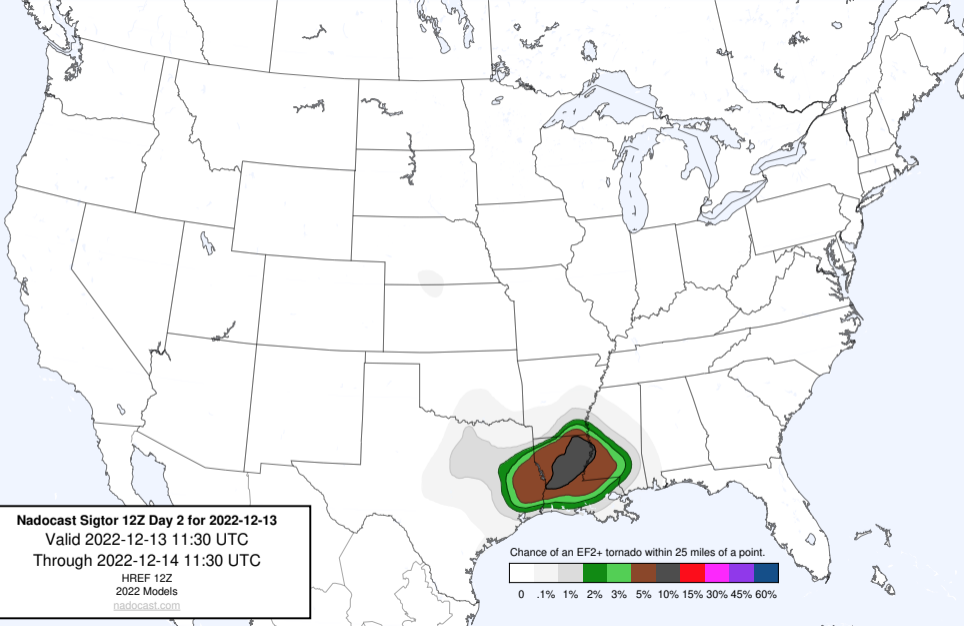 Nadocast Sigtor 12Z Day 2 for 2022-12-13
Valid 2022-12-13 11:30 UTC
Through 2022-12-14 11:30 UTC
HREF 12Z
2022 Models
nadocast.com
Chance of an EF2+ tornado within 25 miles of a point.
0 .1% 1% 2% 3% 5% 10% 15% 30% 45% 60%